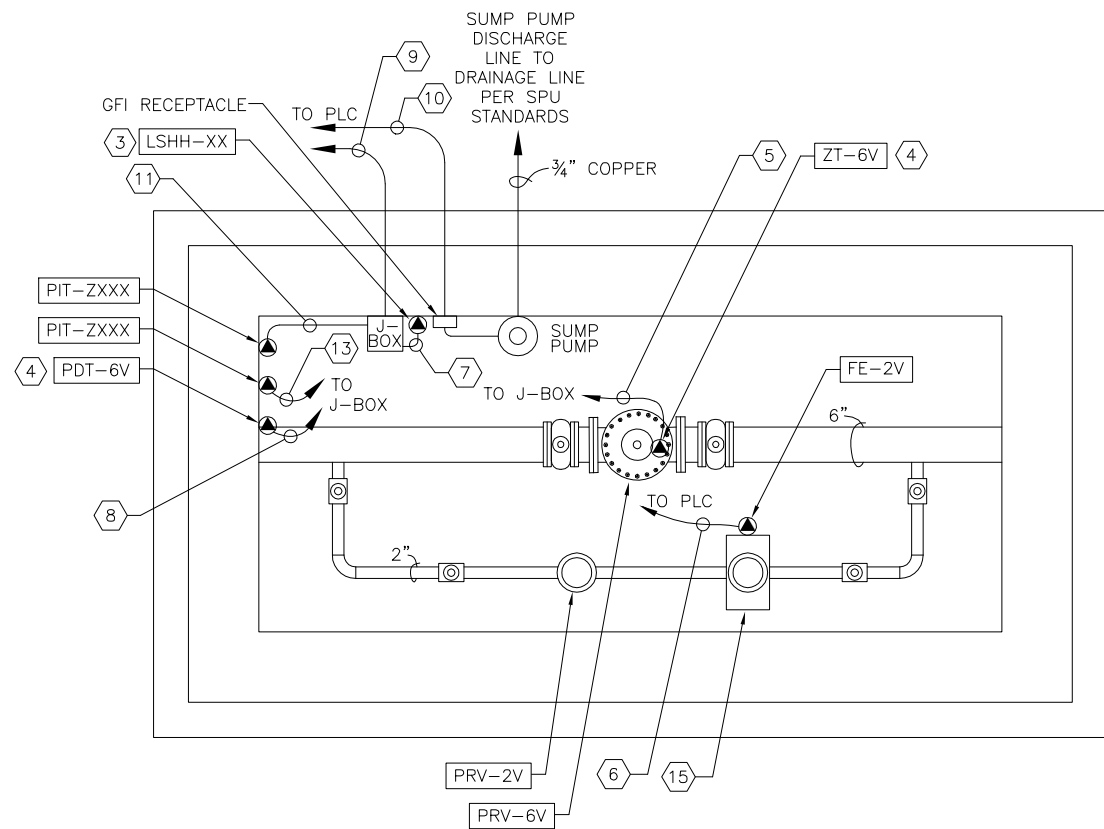 SUMP PUMP
DISCHARGE
LINE TO
DRAINAGE LINE
PER SPU
STANDARDS
9
10
GFI RECEPTACLE
TO PLC
3
LSHH-XX
11
¾" COPPER
5
ZT-6V
4
PIT-ZXXX
PIT-ZXXX
4
PDT-6V
J-
BOX
SUMP
PUMP
13
7
TO
J-BOX
TO J-BOX
FE-2V
6"
8
TO PLC
2"
PRV-2V
6
15
PRV-6V